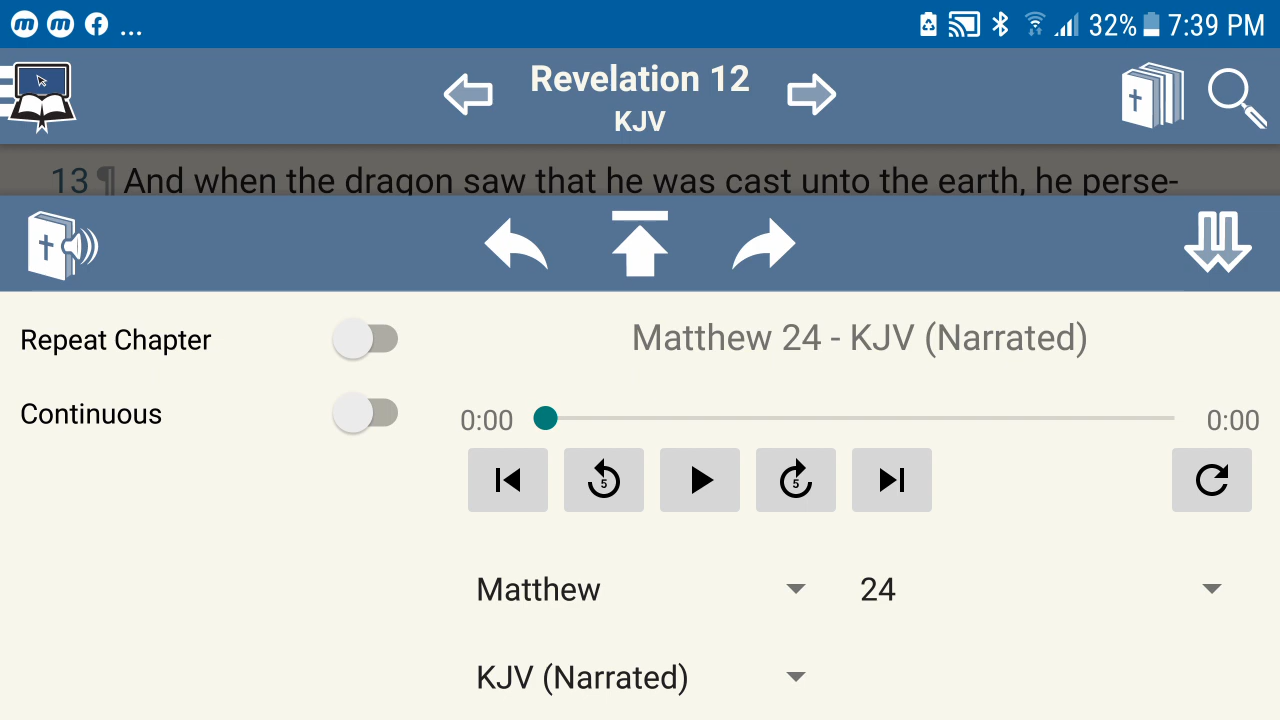 ... 32% 7:39 PM
Revelation 12
KJV
13 ¶ And when the dragon saw that he was cast unto the earth, he perse-
Repeat Chapter
Matthew 24 - KJV (Narrated)
Continuous
0:00 0:00
5 5
Matthew 24
KJV (Narrated)